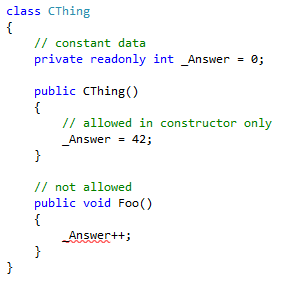 class CThing
{
    // constant data
    private readonly int _Answer = 0;

    public CThing()
    {
        // allowed in constructor only
        _Answer = 42;
    }

    // not allowed
    public void Foo()
    {
        _Answer++;
    }
}